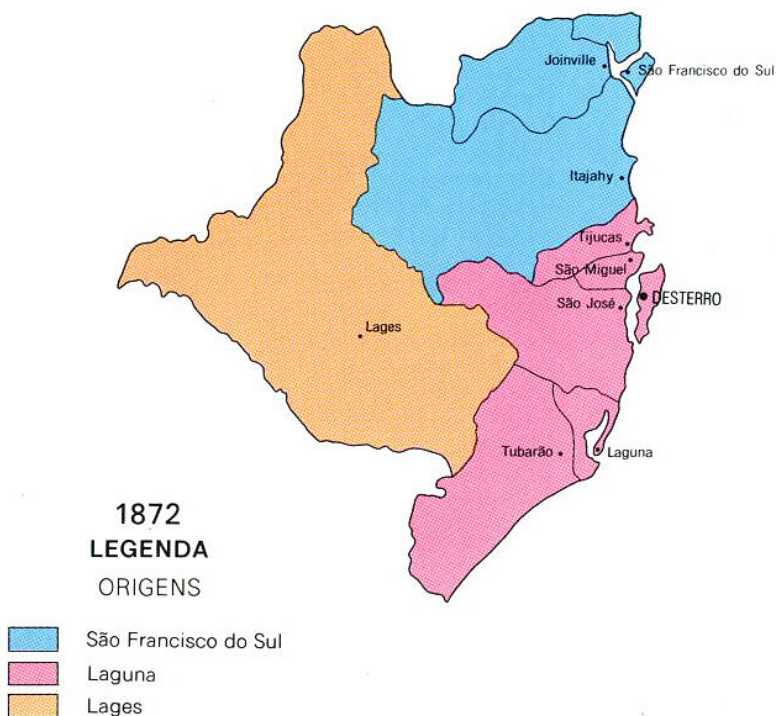 Joinville
São Francisco do Sul
Itajahy
Tijucas
São Miguel
DESTERRO
São José
Lages
Tubarão
Laguna
1872
LEGENDA
ORIGENS
São Francisco do Sul
Laguna
Lages